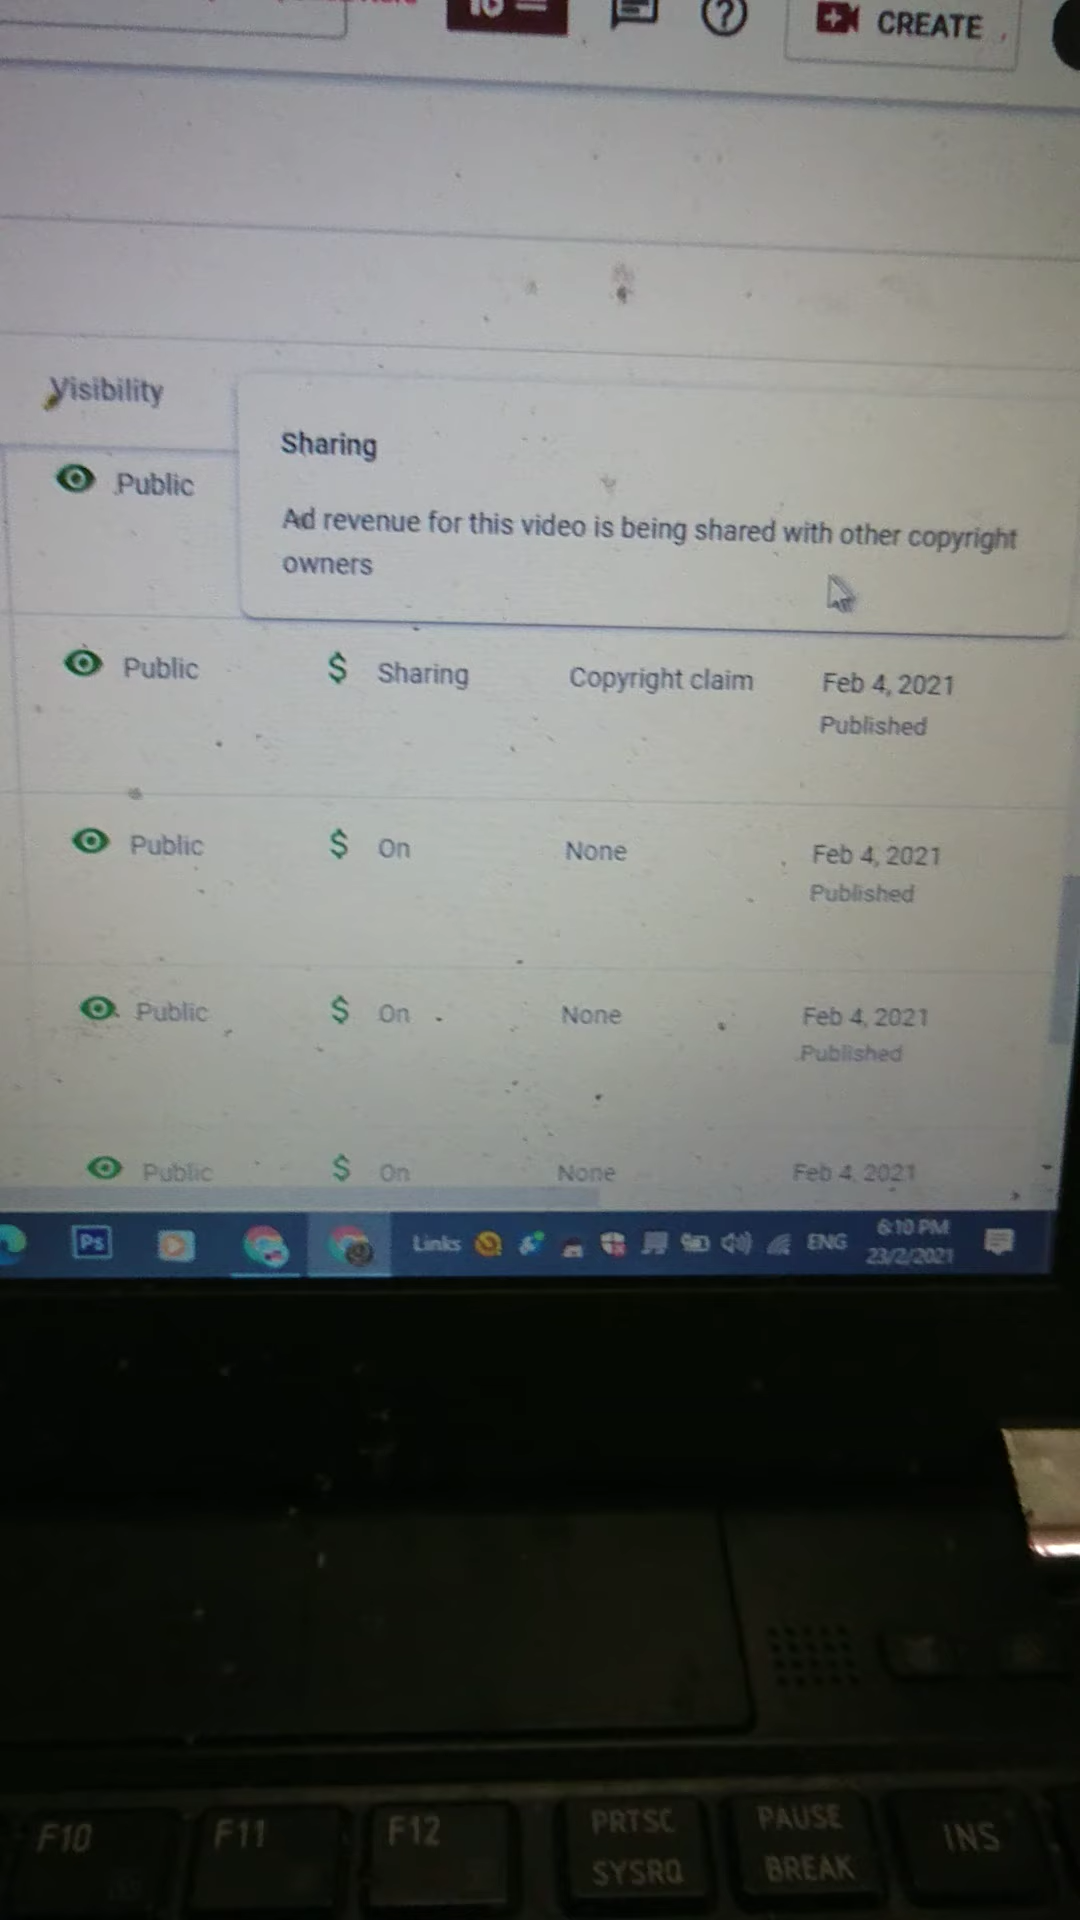 CREATE
Visibility
Sharing
Public
Ad revenue for this video is being shared with other copyright
owners
Public $ Sharing Copyright claim Feb 4, 2021
Published
Public $ On None Feb 4, 2021
Published
Public $ On None Feb 4, 2021
Published
Public $ On None Feb 4, 2021
Ps Links ENG 6:10 PM
23/2/2021
F10 F11 F12 PRTSC PAUSE INS
SYSRQ BREAK